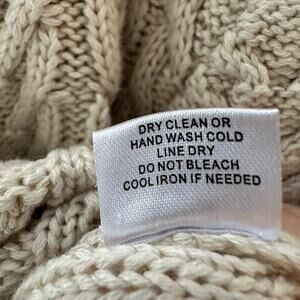 DRY CLEAN OR
HAND WASH COLD
LINE DRY
DO NOT BLEACH
COOL IRON IF NEEDED